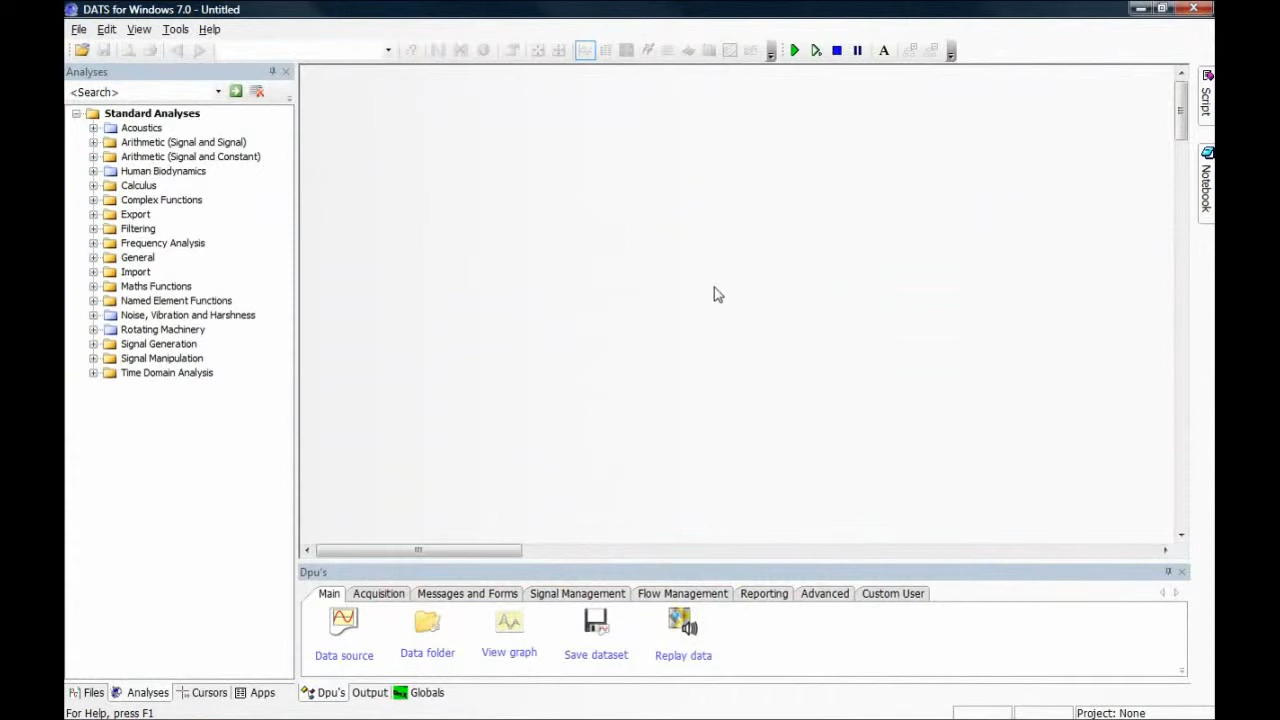 DATS for Windows 7.0 - Untitled
File Edit View Tools Help
A
Analyses
<Search>
Standard Analyses
Acoustics
Arithmetic (Signal and Signal)
Arithmetic (Signal and Constant)
Human Biodynamics
Calculus
Complex Functions
Export
Filtering
Frequency Analysis
General
Import
Maths Functions
Named Element Functions
Noise, Vibration and Harshness
Rotating Machinery
Signal Generation
Signal Manipulation
Time Domain Analysis
Script
Notebook
Dpu's
Main Acquisition Messages and Forms Signal Management Flow Management Reporting Advanced Custom User
Data source Data folder View graph Save dataset Replay data
Files Analyses Cursors Apps Dpu's Output Globals
For Help, press F1 Project: None